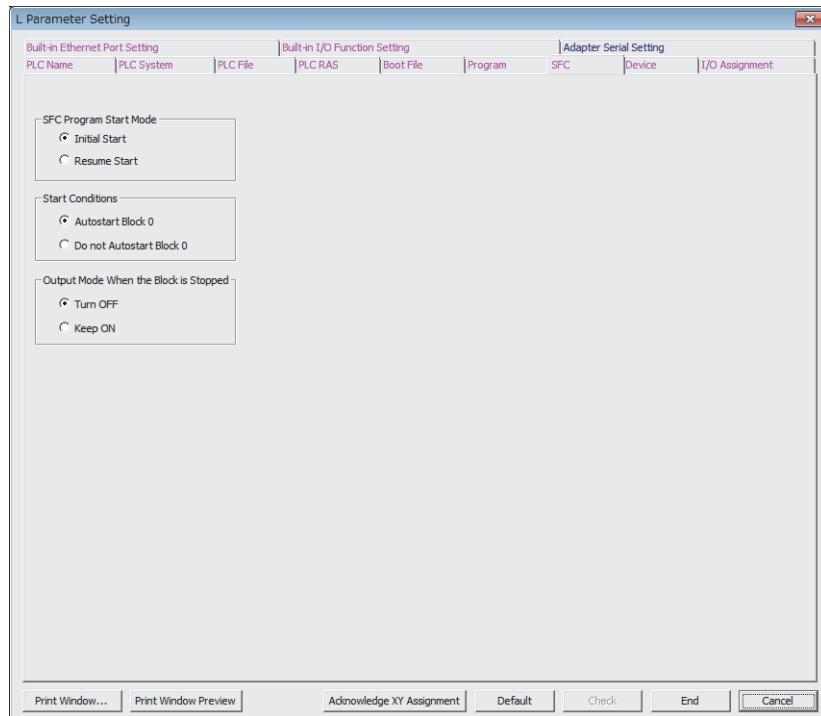 L Parameter Setting
Built-in Ethernet Port Setting Built-in I/O Function Setting Adapter Serial Setting
PLC Name PLC System PLC File PLC RAS Boot File Program SFC Device I/O Assignment
SFC Program Start Mode
Initial Start
Resume Start
Start Conditions
Autostart Block 0
Do not Autostart Block 0
Output Mode When the Block is Stopped
Turn OFF
Keep ON
Print Window... Print Window Preview Acknowledge XY Assignment Default Check End Cancel